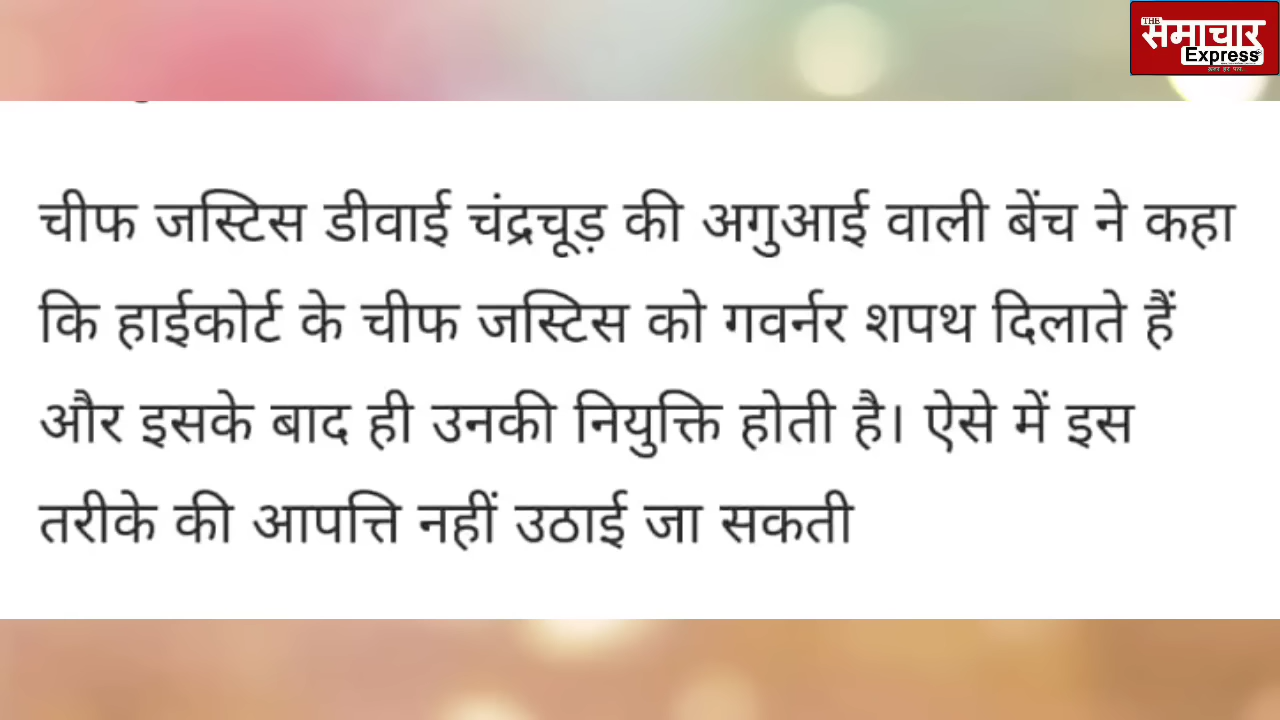 THE
समाचार
Express
चीफ जस्टिस डीवाई चंद्रचूड़ की अगुआई वाली बेंच ने कहा
कि हाईकोर्ट के चीफ जस्टिस को गवर्नर शपथ दिलाते हैं
और इसके बाद ही उनकी नियुक्ति होती है। ऐसे में इस
तरीके की आपत्ति नहीं उठाई जा सकती